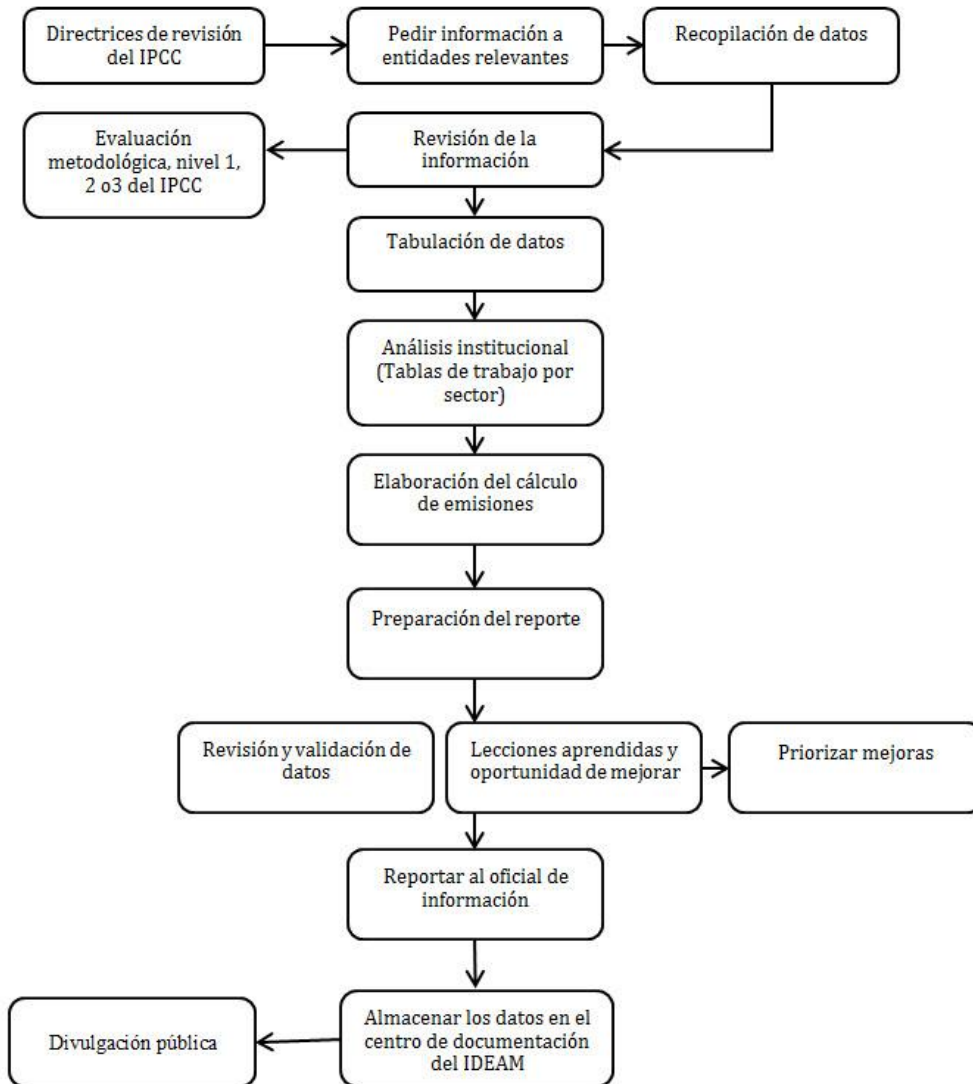 Directrices de revisión
del IPCC
Pedir información a
entidades relevantes
Recopilación de datos
Evaluación
metodológica, nivel 1,
2 o3 del IPCC
Revisión de la
información
Tabulación de datos
Análisis institucional
(Tablas de trabajo por
sector)
Elaboración del cálculo
de emisiones
Preparación del reporte
Revisión y validación de
datos
Lecciones aprendidas y
oportunidad de mejorar
Priorizar mejoras
Reportar al oficial de
información
Divulgación pública
Almacenar los datos en el
centro de documentación
del IDEAM